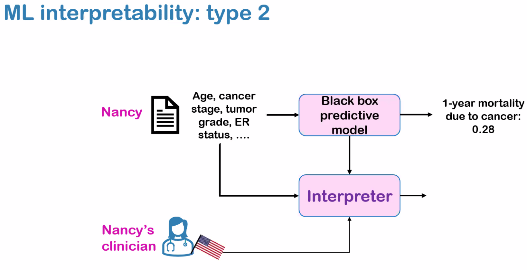 ML interpretability: type 2
Nancy
Age, cancer
stage, tumor
grade, ER
status, ....
Black box
predictive
model
1-year mortality
due to cancer:
0.28
Interpreter
Nancy's
clinician